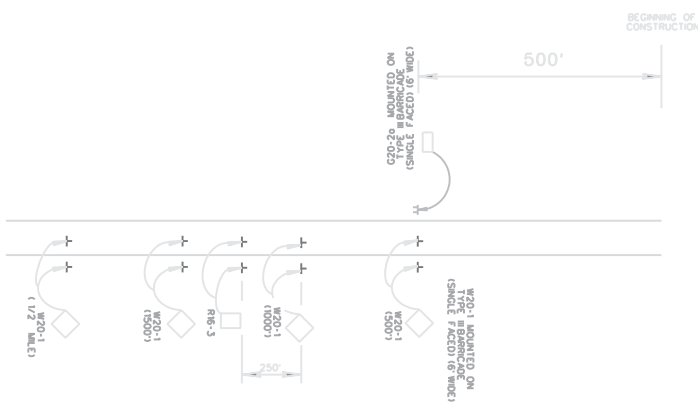 BEGINNING OF
CONSTRUCTION
500'
G20-2a MOUNTED ON
TYPE III BARRICADE
(SINGLE FACED) (6' WIDE)
W20-1
( 1/2 MILE)
W20-1
(1500')
R16-3
W20-1
(1000')
250'
W20-1
(500')
W20-1 MOUNTED ON
TYPE III BARRICADE
(SINGLE FACED) (6' WIDE)